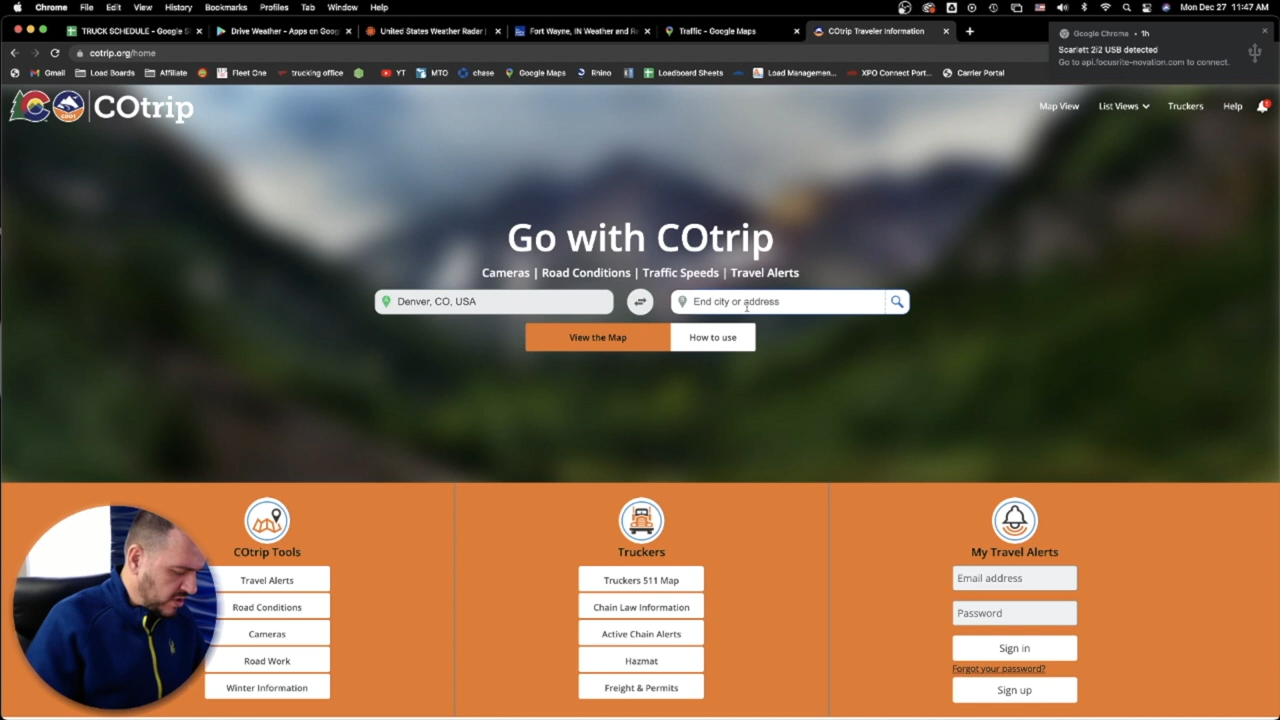 Chrome File Edit View History Bookmarks Profiles Tab Window Help Mon Dec 27 11:47 AM
TRUCK SCHEDULE - Google S
Drive Weather - Apps on Goog
United States Weather Radar
Fort Wayne, IN Weather and R
Traffic - Google Maps
COtrip Traveler Information
Google Chrome • 1h
Scarlett 2i2 USB detected
Go to api.focusrite-novation.com to connect.
cotrip.org/home
Gmail Load Boards Affiliate Fleet One trucking office YT MTO chase Google Maps Rhino Loadboard Sheets Load Managemen... XPO Connect Port... Carrier Portal
CDOT
COtrip
Map View List Views Truckers Help
Go with COtrip
Cameras | Road Conditions | Traffic Speeds | Travel Alerts
Denver, CO, USA
End city or address
View the Map
How to use
COtrip Tools
Travel Alerts
Road Conditions
Cameras
Road Work
Winter Information
Truckers
Truckers 511 Map
Chain Law Information
Active Chain Alerts
Hazmat
Freight & Permits
My Travel Alerts
Email address
Password
Sign in
Forgot your password?
Sign up